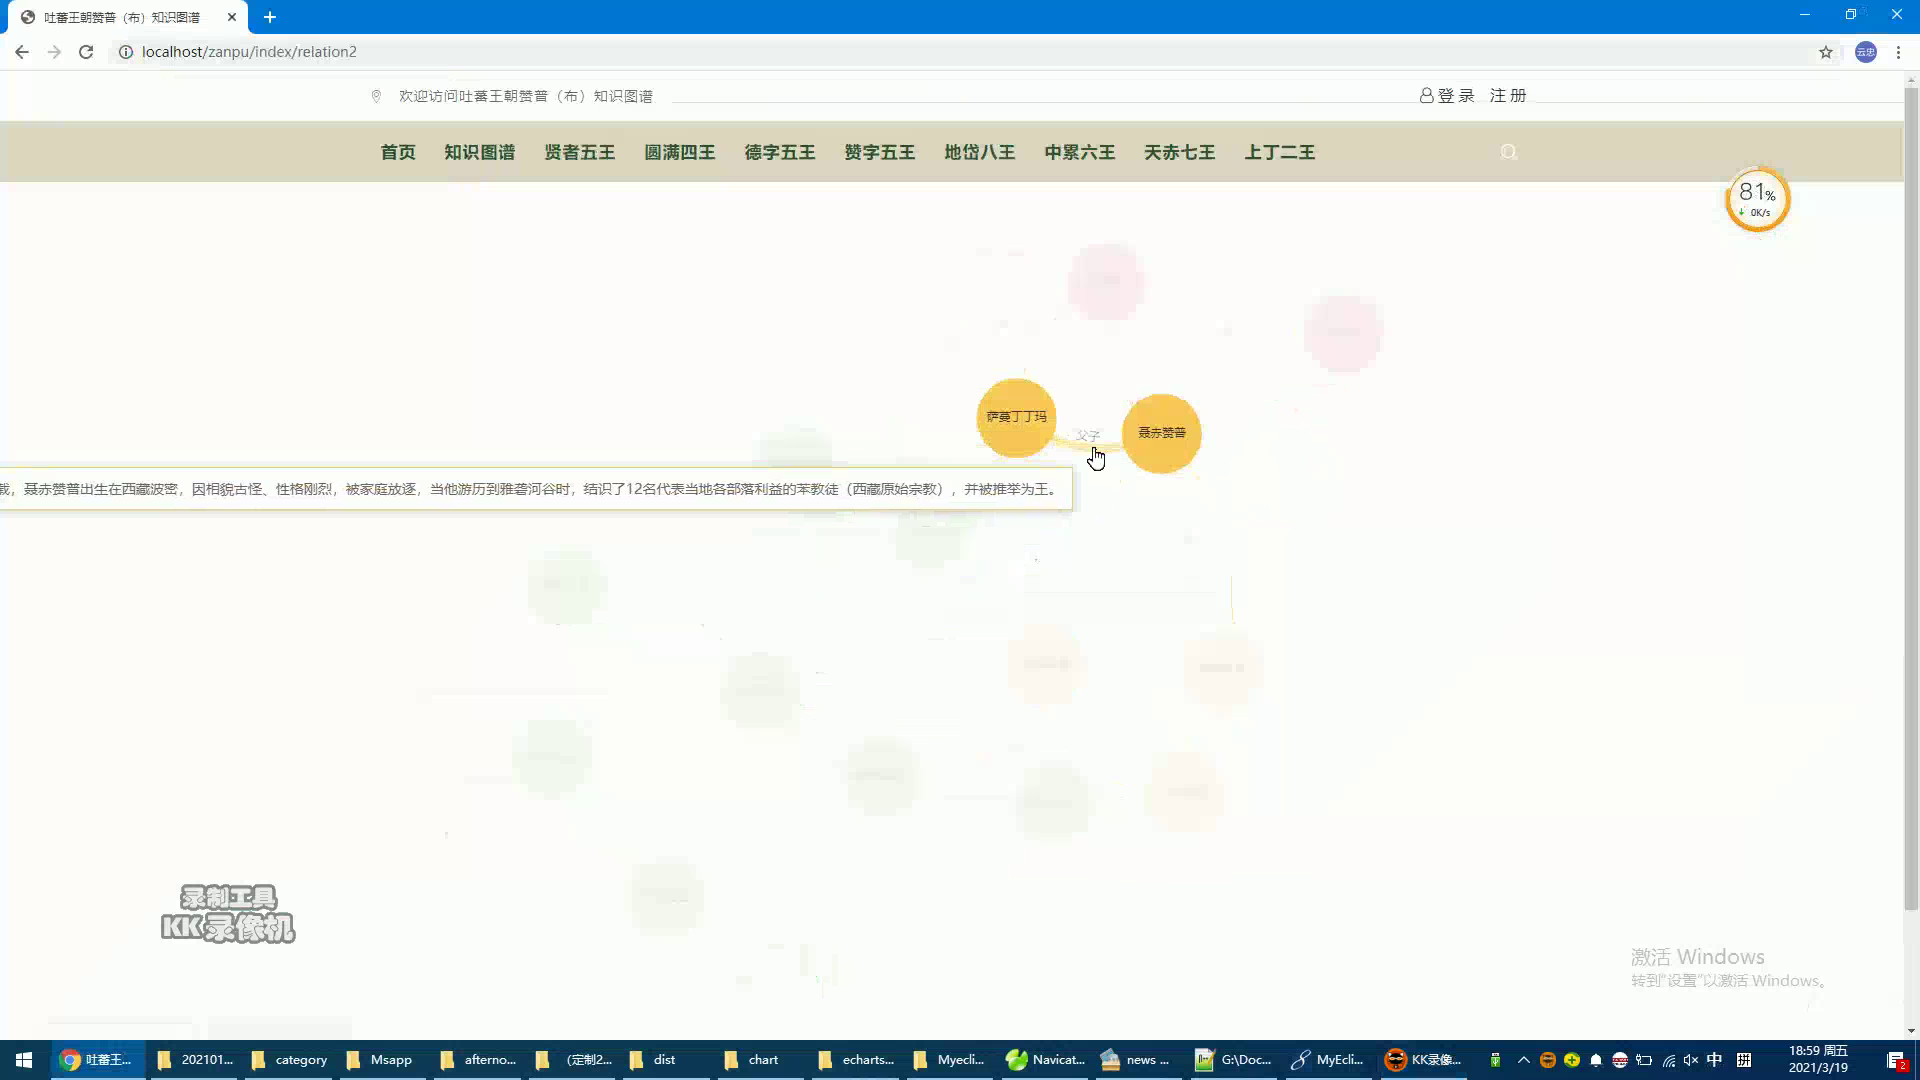 吐蕃王朝赞普（布）知识图谱
localhost/zanpu/index/relation2
云忠
欢迎访问吐蕃王朝赞普（布）知识图谱
登录 注册
首页 知识图谱 贤者五王 圆满四王 德字五王 赞字五王 地岱八王 中累六王 天赤七王 上丁二王
81%
0K/s
萨蔓丁丁玛
父子
聂赤赞普
载，聂赤赞普出生在西藏波密，因相貌古怪、性格刚烈，被家庭放逐，当他游历到雅砻河谷时，结识了12名代表当地各部落利益的苯教徒（西藏原始宗教），并被推举为王。
录制工具
KK录像机
激活 Windows
转到“设置”以激活 Windows。
吐蕃王... 202101... category Msapp afterno... （定制2... dist chart echarts... Myecli... Navicat... news ... G:\Doc... MyEcli... KK录像... 中 拼 18:59 周五
2021/3/19
2